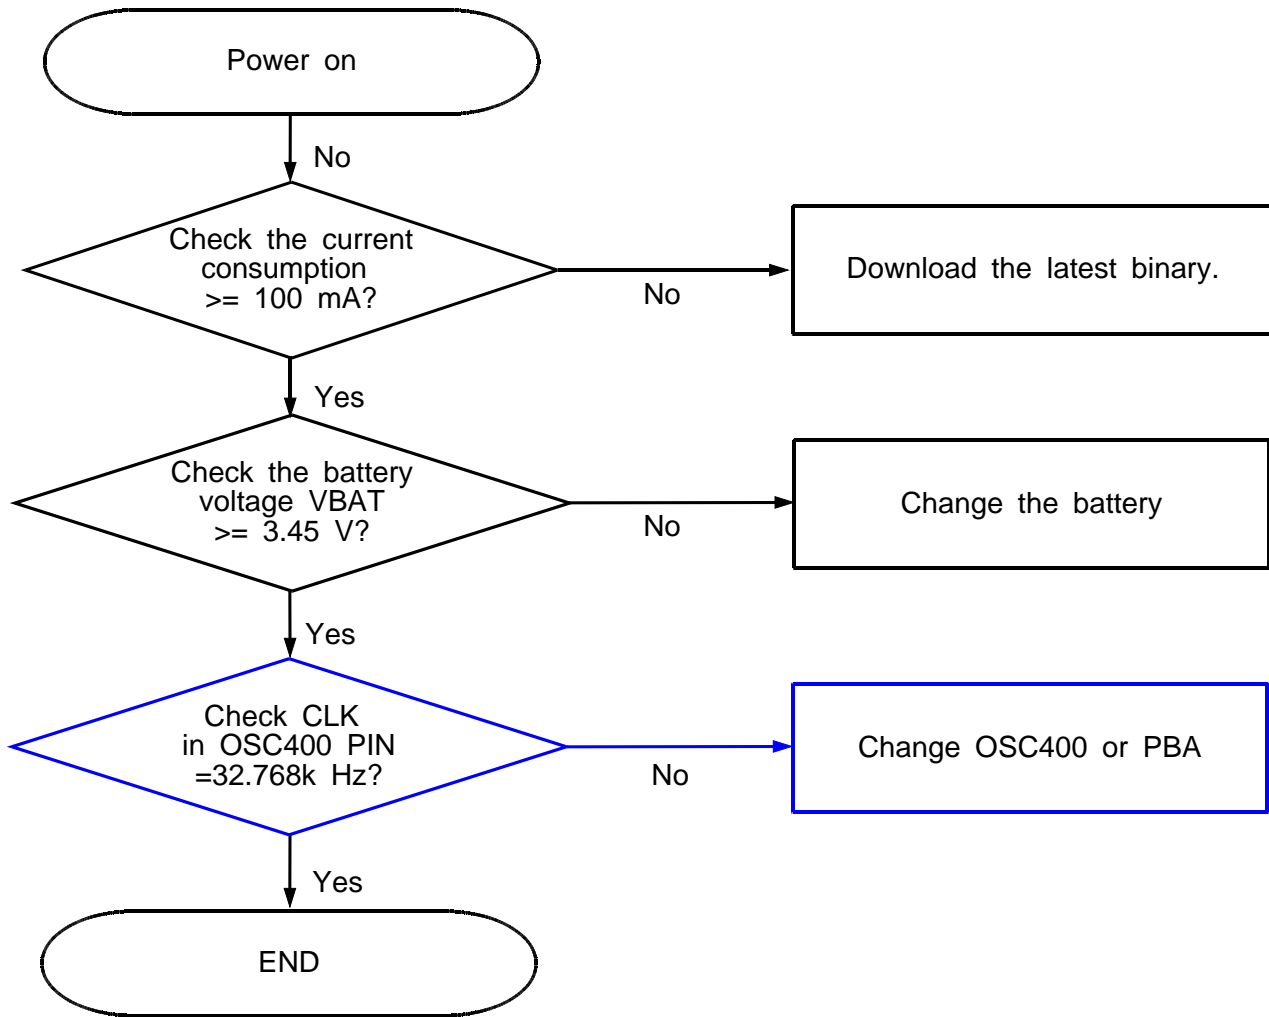 Power on
No
Check the current
consumption
>= 100 mA?
No
Download the latest binary.
Yes
Check the battery
voltage VBAT
>= 3.45 V?
No
Change the battery
Yes
Check CLK
in OSC400 PIN
=32.768k Hz?
No
Change OSC400 or PBA
Yes
END